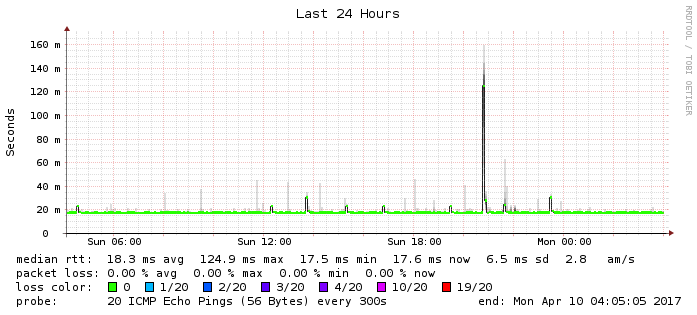 Last 24 Hours
RRDTOOL / TOBI OETIKER
Seconds
160 m
140 m
120 m
100 m
80 m
60 m
40 m
20 m
0
Sun 06:00 Sun 12:00 Sun 18:00 Mon 00:00
median rtt: 18.3 ms avg 124.9 ms max 17.5 ms min 17.6 ms now 6.5 ms sd 2.8 am/s
packet loss: 0.00 % avg 0.00 % max 0.00 % min 0.00 % now
loss color: 0 1/20 2/20 3/20 4/20 10/20 19/20
probe: 20 ICMP Echo Pings (56 Bytes) every 300s end: Mon Apr 10 04:05:05 2017